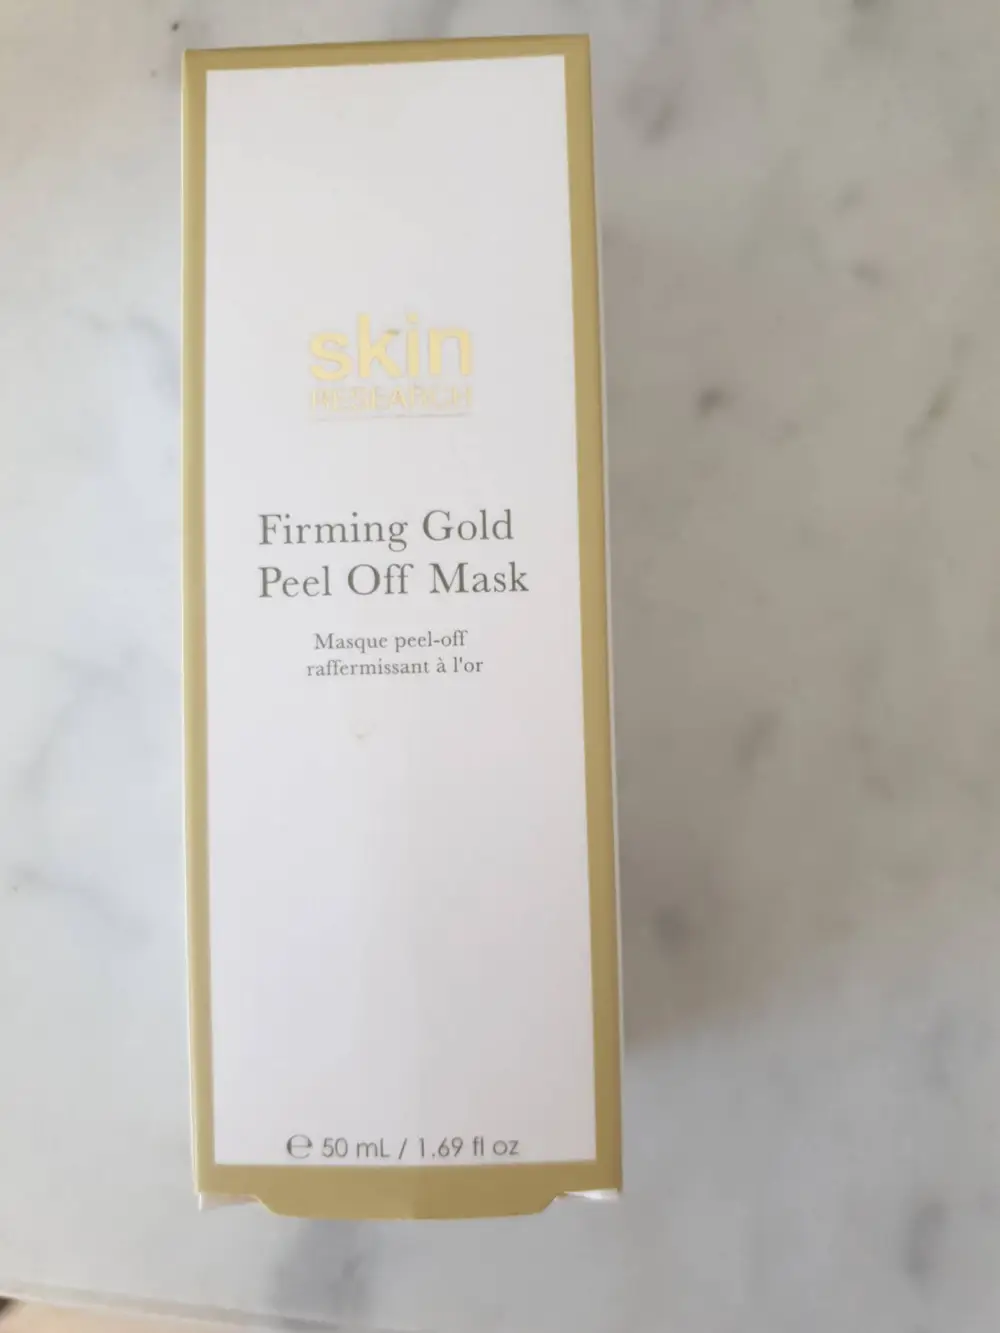 skin
RESEARCH
Firming Gold
Peel Off Mask
Masque peel-off
raffermissant à l'or
℮ 50 mL / 1.69 fl oz